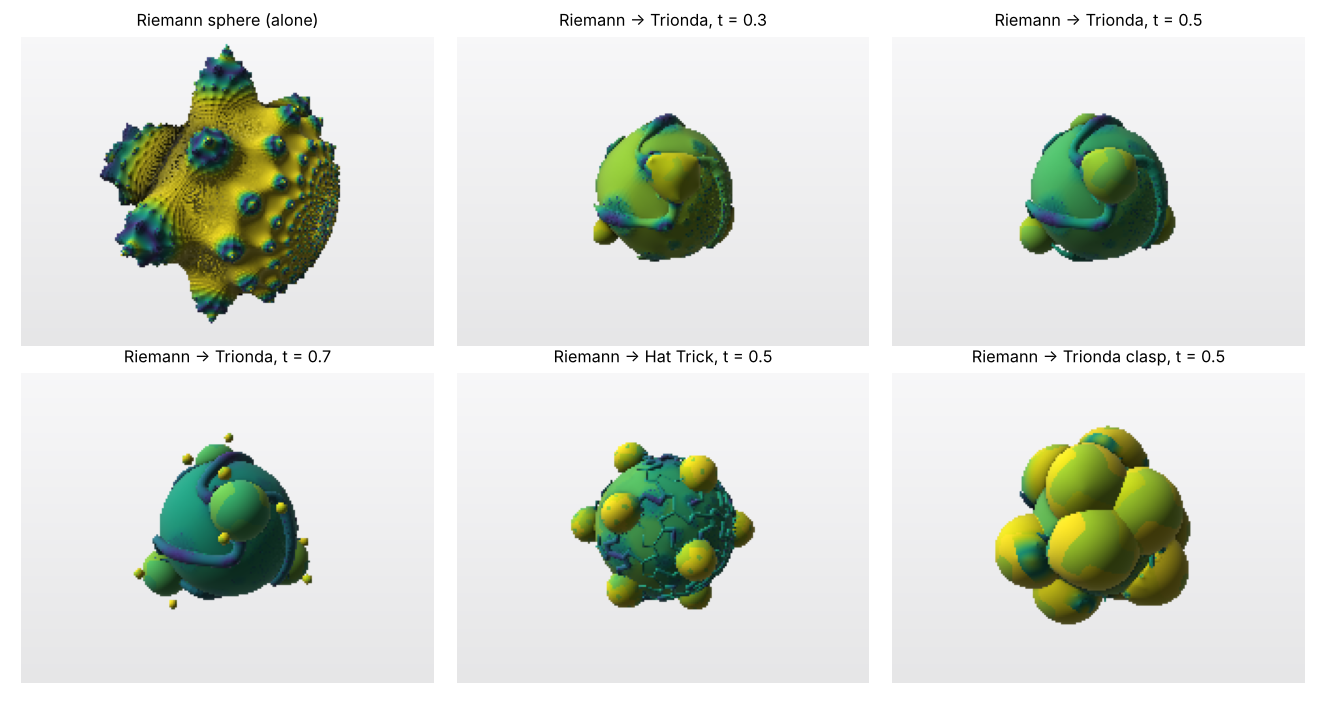 Riemann sphere (alone)
Riemann → Trionda, t = 0.3
Riemann → Trionda, t = 0.5
Riemann → Trionda, t = 0.7
Riemann → Hat Trick, t = 0.5
Riemann → Trionda clasp, t = 0.5